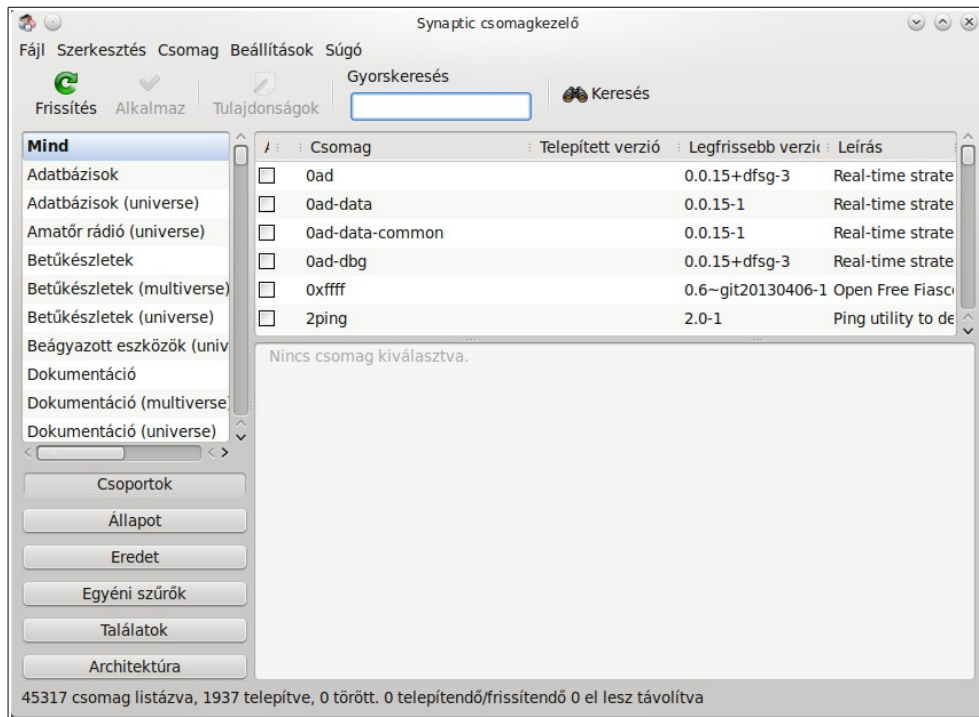 Synaptic csomagkezelő
Fájl Szerkesztés Csomag Beállítások Súgó
Frissítés Alkalmaz Tulajdonságok Gyorskeresés Keresés
Mind
Adatbázisok
Adatbázisok (universe)
Amatőr rádió (universe)
Betűkészletek
Betűkészletek (multiverse)
Betűkészletek (universe)
Beágyazott eszközök (univ
Dokumentáció
Dokumentáció (multiverse)
Dokumentáció (universe)
Csoportok
Állapot
Eredet
Egyéni szűrők
Találatok
Architektúra
Csomag Telepített verzió Legfrissebb verzió Leírás
0ad 0.0.15+dfsg-3 Real-time strate
0ad-data 0.0.15-1 Real-time strate
0ad-data-common 0.0.15-1 Real-time strate
0ad-dbg 0.0.15+dfsg-3 Real-time strate
0xffff 0.6~git20130406-1 Open Free Fiasc
2ping 2.0-1 Ping utility to de
Nincs csomag kiválasztva.
45317 csomag listázva, 1937 telepítve, 0 törött. 0 telepítendő/frissítendő 0 el lesz távolítva